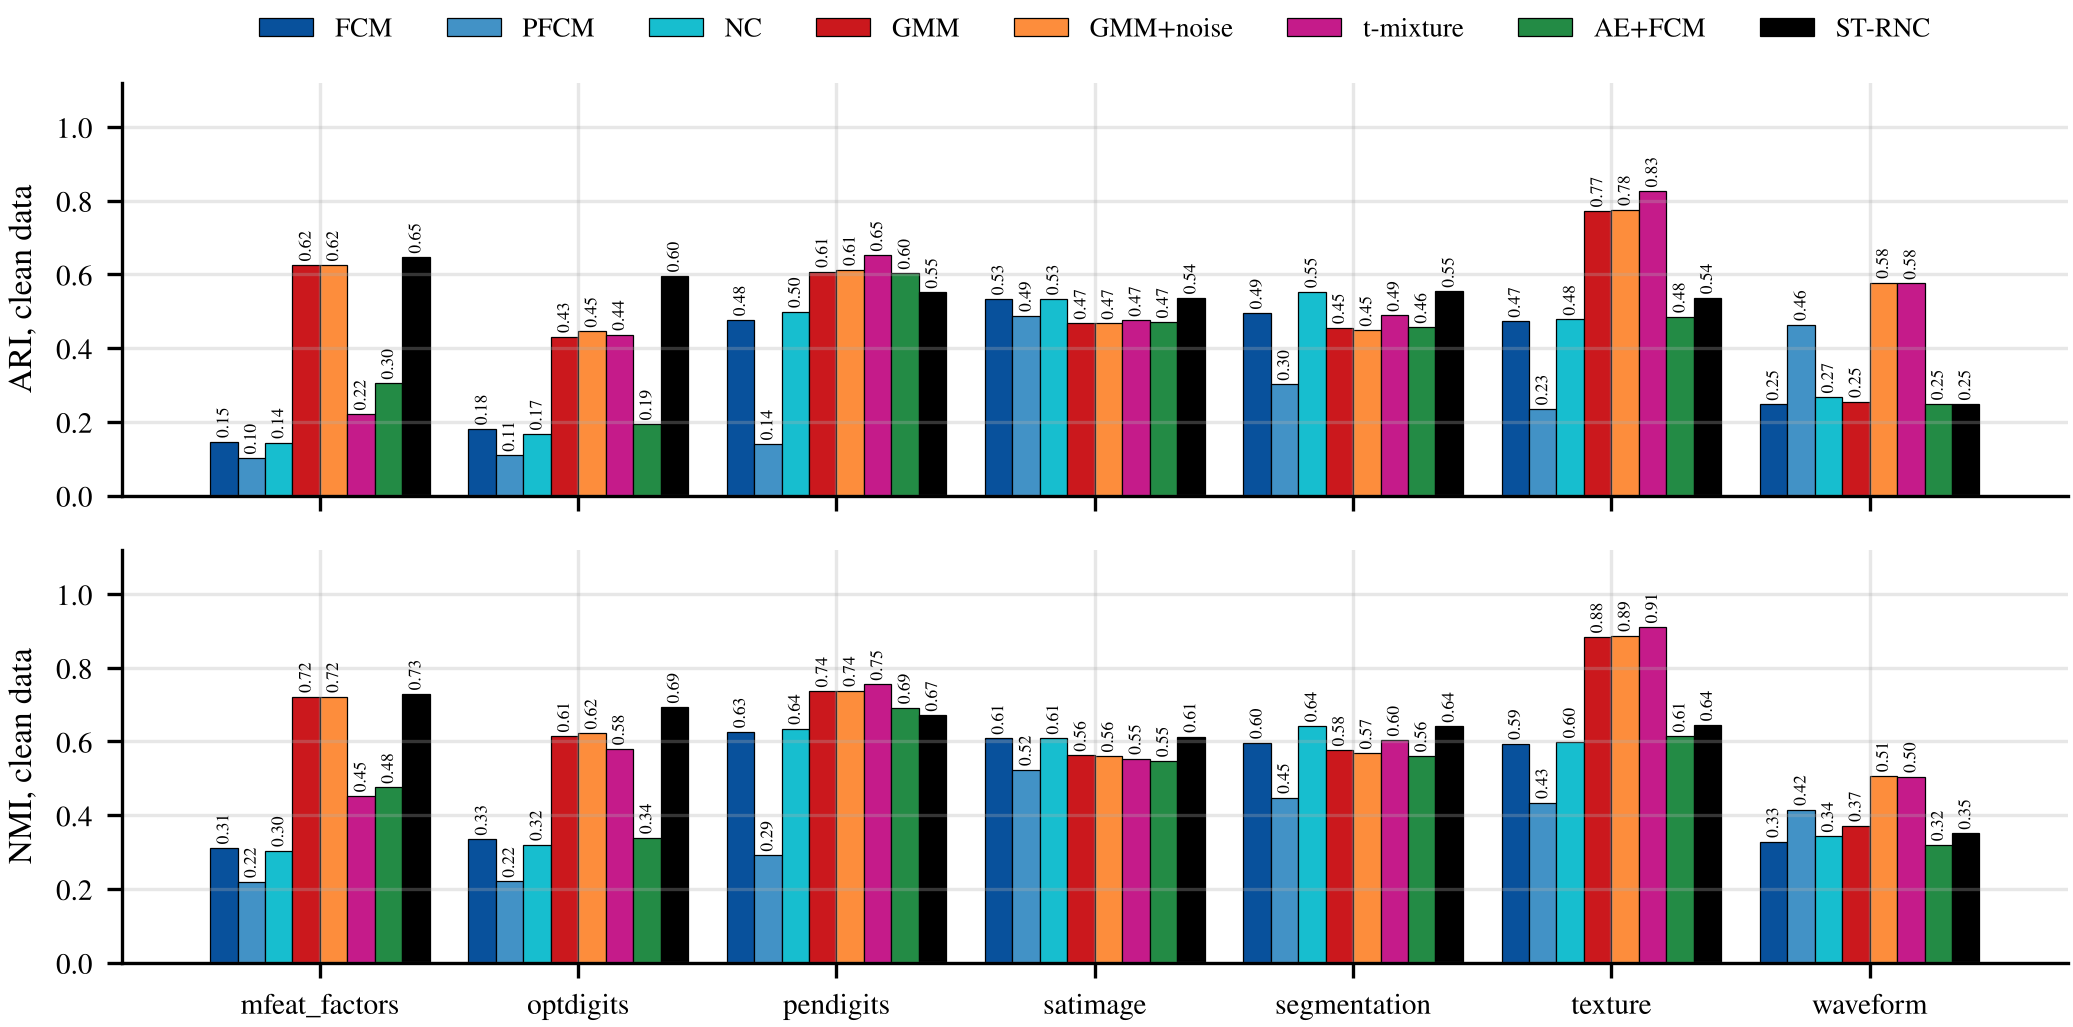 FCM PFCM NC GMM GMM+noise t-mixture AE+FCM ST-RNC
ARI, clean data
1.0
0.8
0.6
0.4
0.2
0.0
0.15 0.10 0.14 0.62 0.62 0.22 0.30 0.65
0.18 0.11 0.17 0.43 0.45 0.44 0.19 0.60
0.48 0.14 0.50 0.61 0.61 0.65 0.60 0.55
0.53 0.49 0.53 0.47 0.47 0.47 0.47 0.54
0.49 0.30 0.55 0.45 0.45 0.49 0.46 0.55
0.47 0.23 0.48 0.77 0.78 0.83 0.48 0.54
0.25 0.46 0.27 0.25 0.58 0.58 0.25 0.25
NMI, clean data
1.0
0.8
0.6
0.4
0.2
0.0
0.31 0.22 0.30 0.72 0.72 0.45 0.48 0.73
0.33 0.22 0.32 0.61 0.62 0.58 0.34 0.69
0.63 0.29 0.64 0.74 0.74 0.75 0.69 0.67
0.61 0.52 0.61 0.56 0.56 0.55 0.55 0.61
0.60 0.45 0.64 0.58 0.57 0.60 0.56 0.64
0.59 0.43 0.60 0.88 0.89 0.91 0.61 0.64
0.33 0.42 0.34 0.37 0.51 0.50 0.32 0.35
mfeat_factors optdigits pendigits satimage segmentation texture waveform